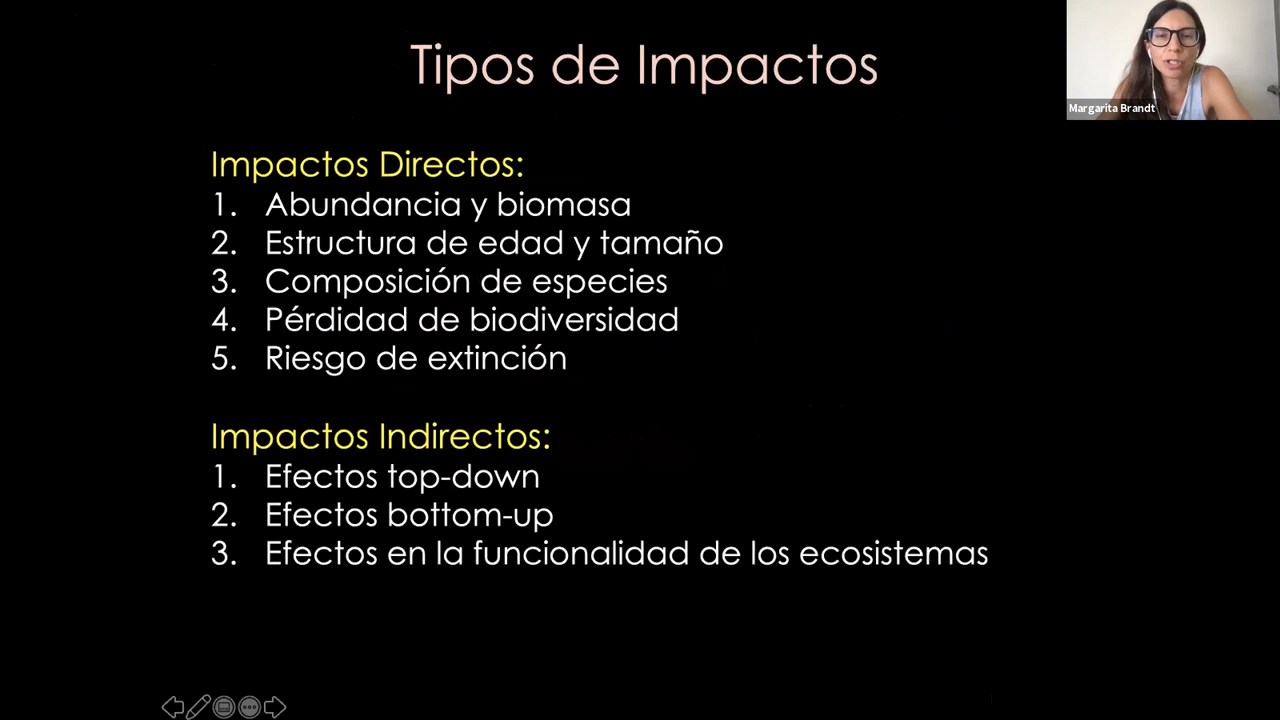 Tipos de Impactos
Margarita Brandt
Impactos Directos:
1. Abundancia y biomasa
2. Estructura de edad y tamaño
3. Composición de especies
4. Pérdidad de biodiversidad
5. Riesgo de extinción
Impactos Indirectos:
1. Efectos top-down
2. Efectos bottom-up
3. Efectos en la funcionalidad de los ecosistemas